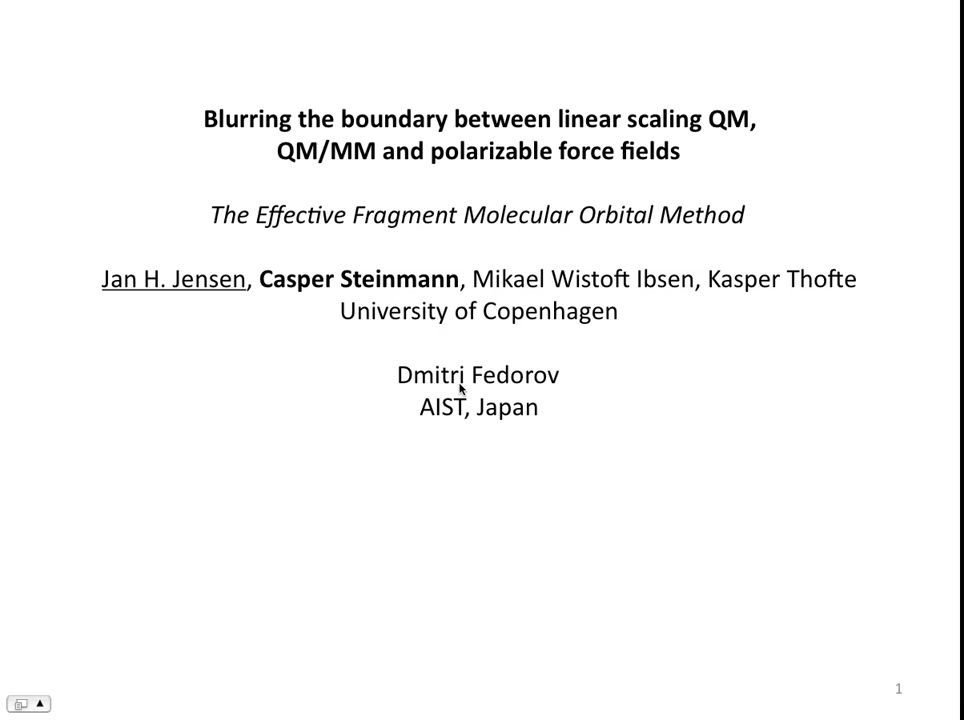 Blurring the boundary between linear scaling QM,
QM/MM and polarizable force fields
The Effective Fragment Molecular Orbital Method
Jan H. Jensen, Casper Steinmann, Mikael Wistoft Ibsen, Kasper Thofte
University of Copenhagen
Dmitri Fedorov
AIST, Japan
1